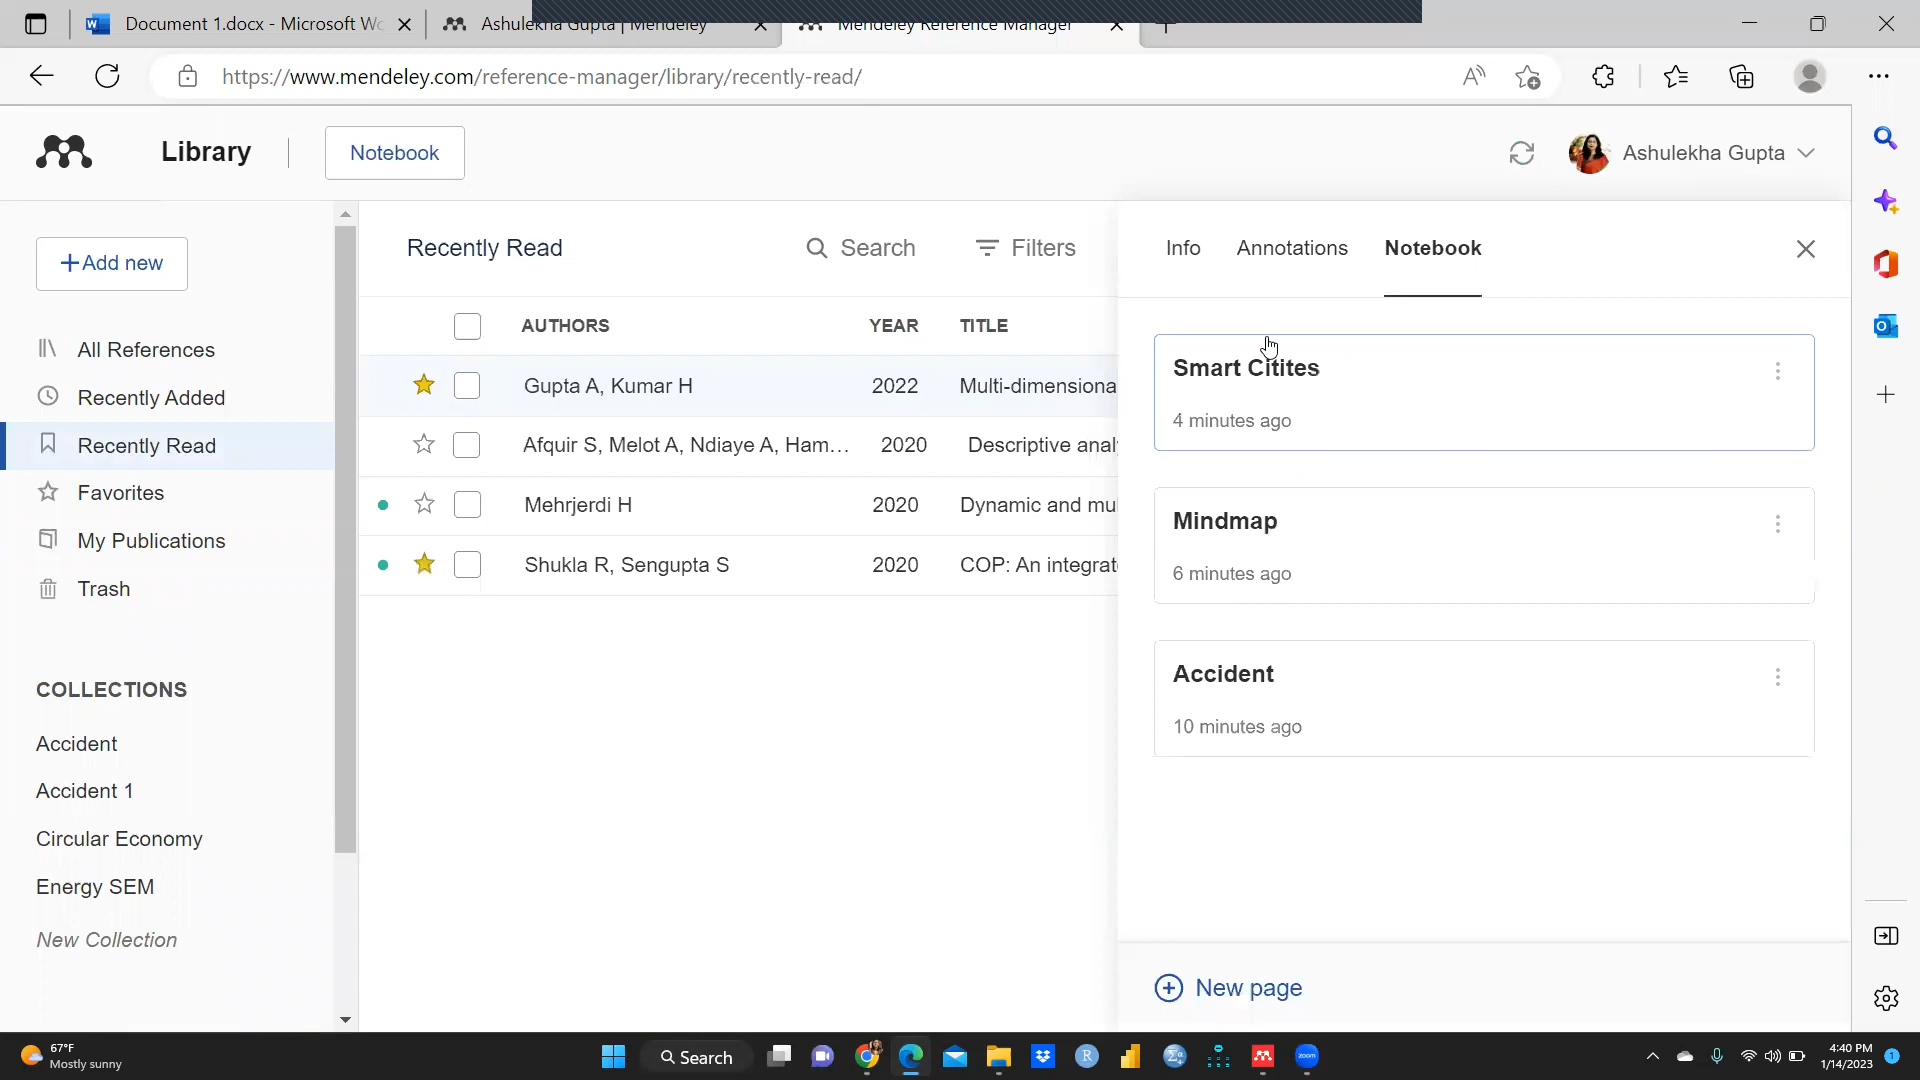 Document 1.docx - Microsoft Wo
Ashulekha Gupta | Mendeley
Mendeley Reference Manager
https://www.mendeley.com/reference-manager/library/recently-read/
Library
Notebook
Ashulekha Gupta
+Add new
All References
Recently Added
Recently Read
Favorites
My Publications
Trash
COLLECTIONS
Accident
Accident 1
Circular Economy
Energy SEM
New Collection
Recently Read
Search
Filters
AUTHORS YEAR TITLE
Gupta A, Kumar H 2022 Multi-dimensiona
Afquir S, Melot A, Ndiaye A, Ham... 2020 Descriptive anal
Mehrjerdi H 2020 Dynamic and mu
Shukla R, Sengupta S 2020 COP: An integrat
Info Annotations Notebook
Smart Citites
4 minutes ago
Mindmap
6 minutes ago
Accident
10 minutes ago
New page
67°F
Mostly sunny
Search
zoom
4:40 PM
1/14/2023
1